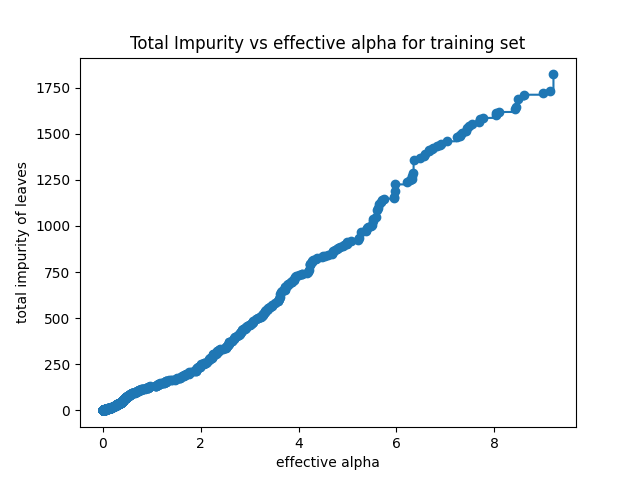 Total Impurity vs effective alpha for training set
1750
1500
1250
1000
750
500
250
0
total impurity of leaves
0 2 4 6 8
effective alpha